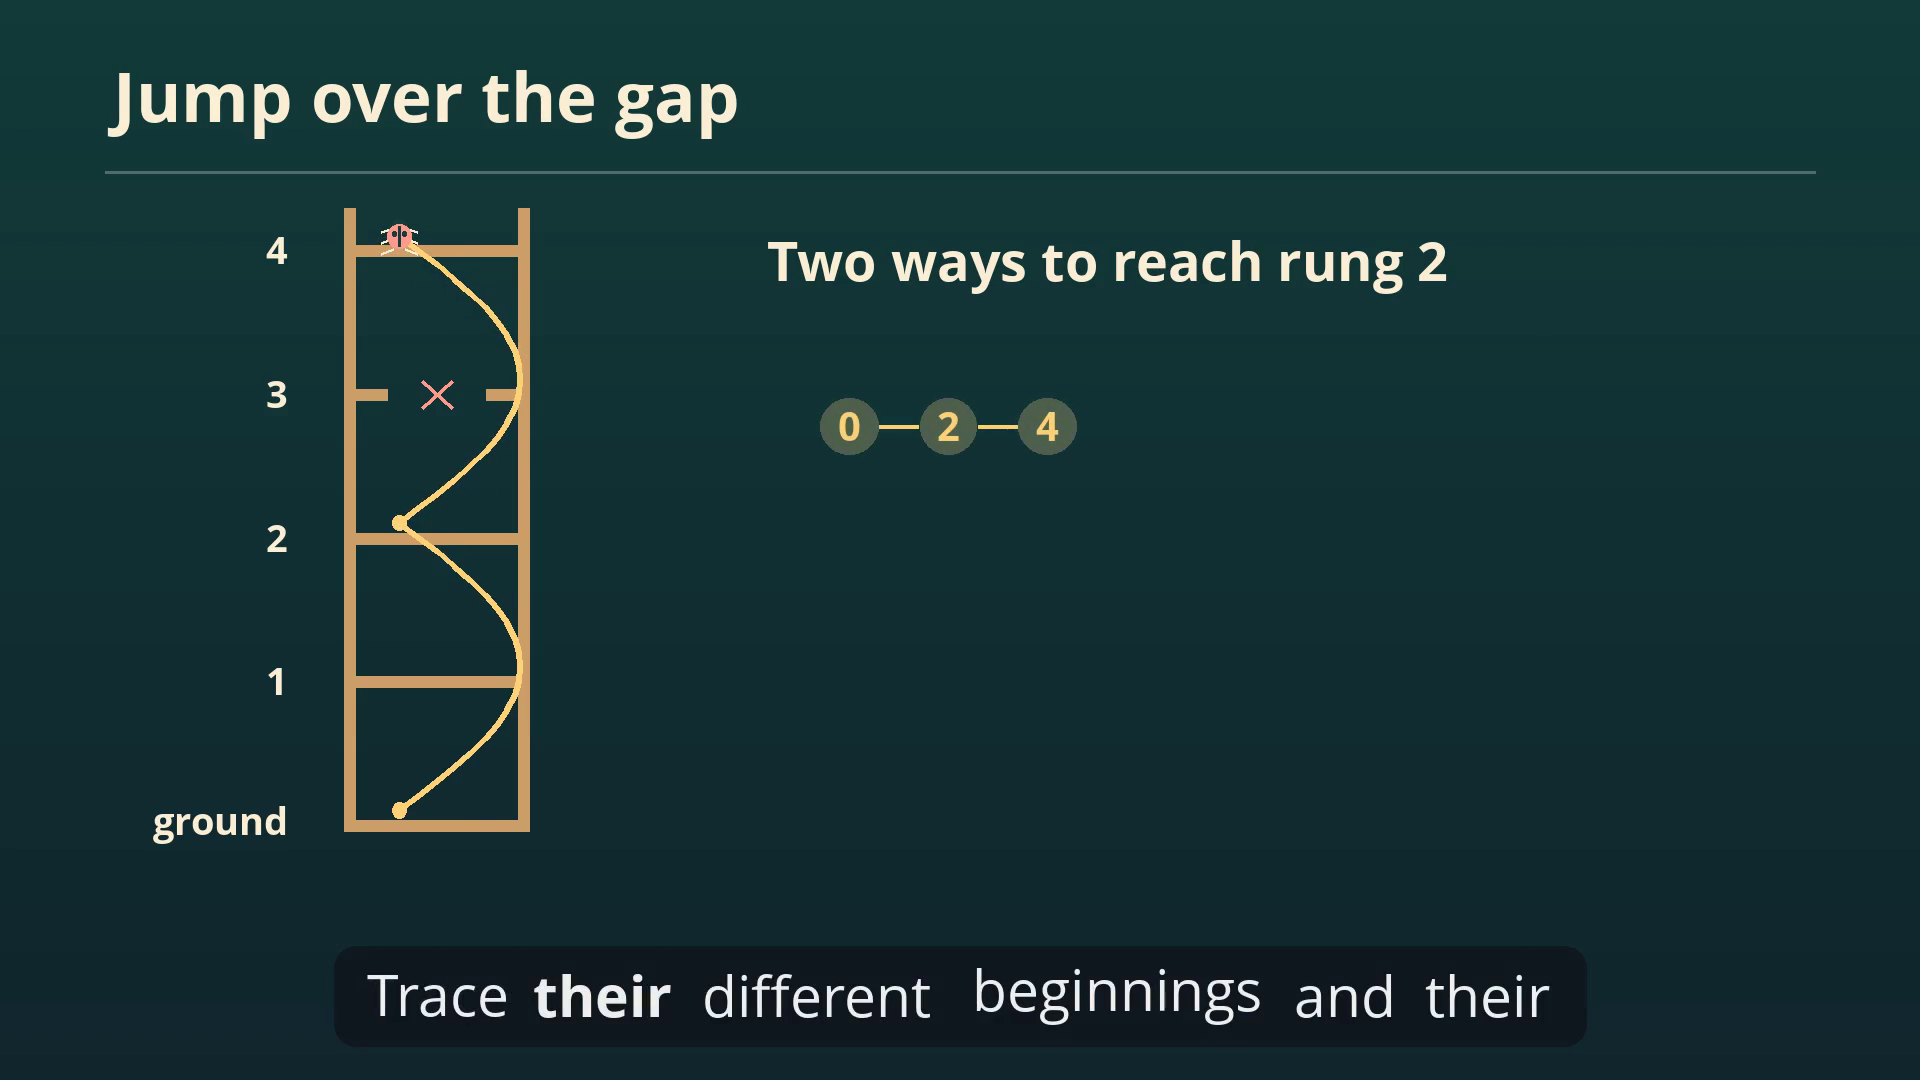 Jump over the gap
4
Two ways to reach rung 2
3
0 2 4
2
1
ground
Trace their different beginnings and their